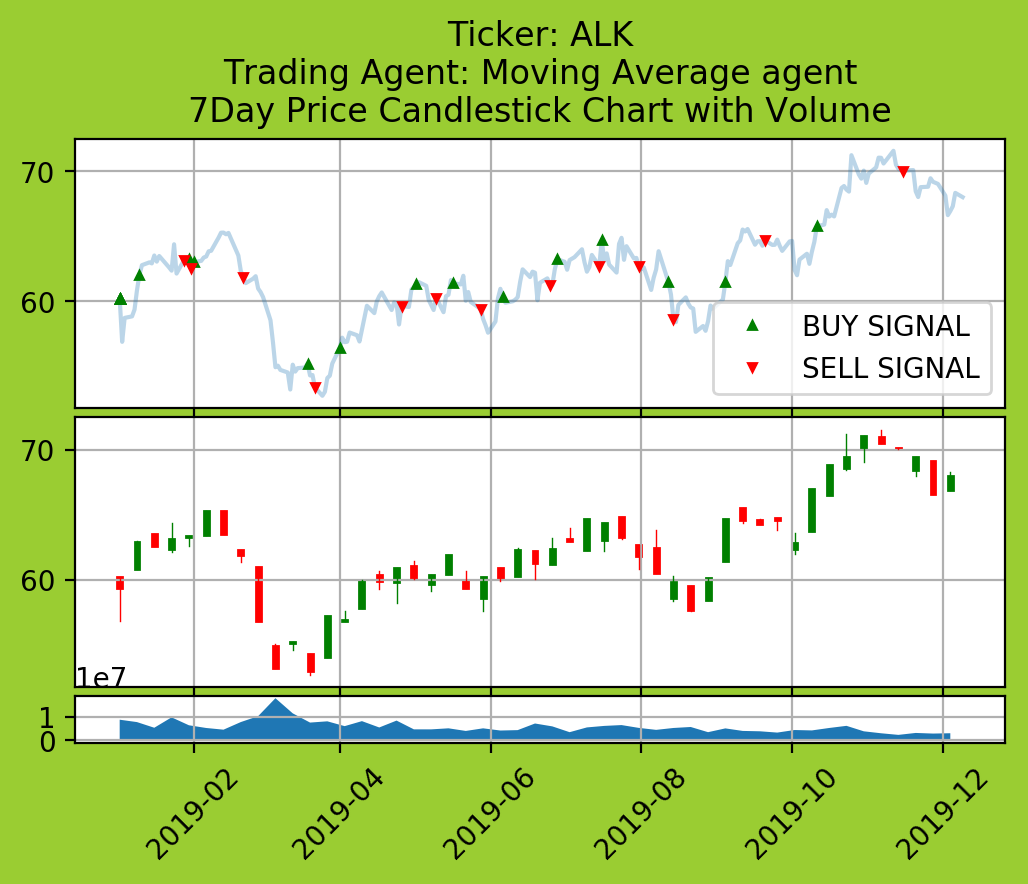 Ticker: ALK
Trading Agent: Moving Average agent
7Day Price Candlestick Chart with Volume
70
60
BUY SIGNAL
SELL SIGNAL
70
60
1e7
1
0
2019-02
2019-04
2019-06
2019-08
2019-10
2019-12